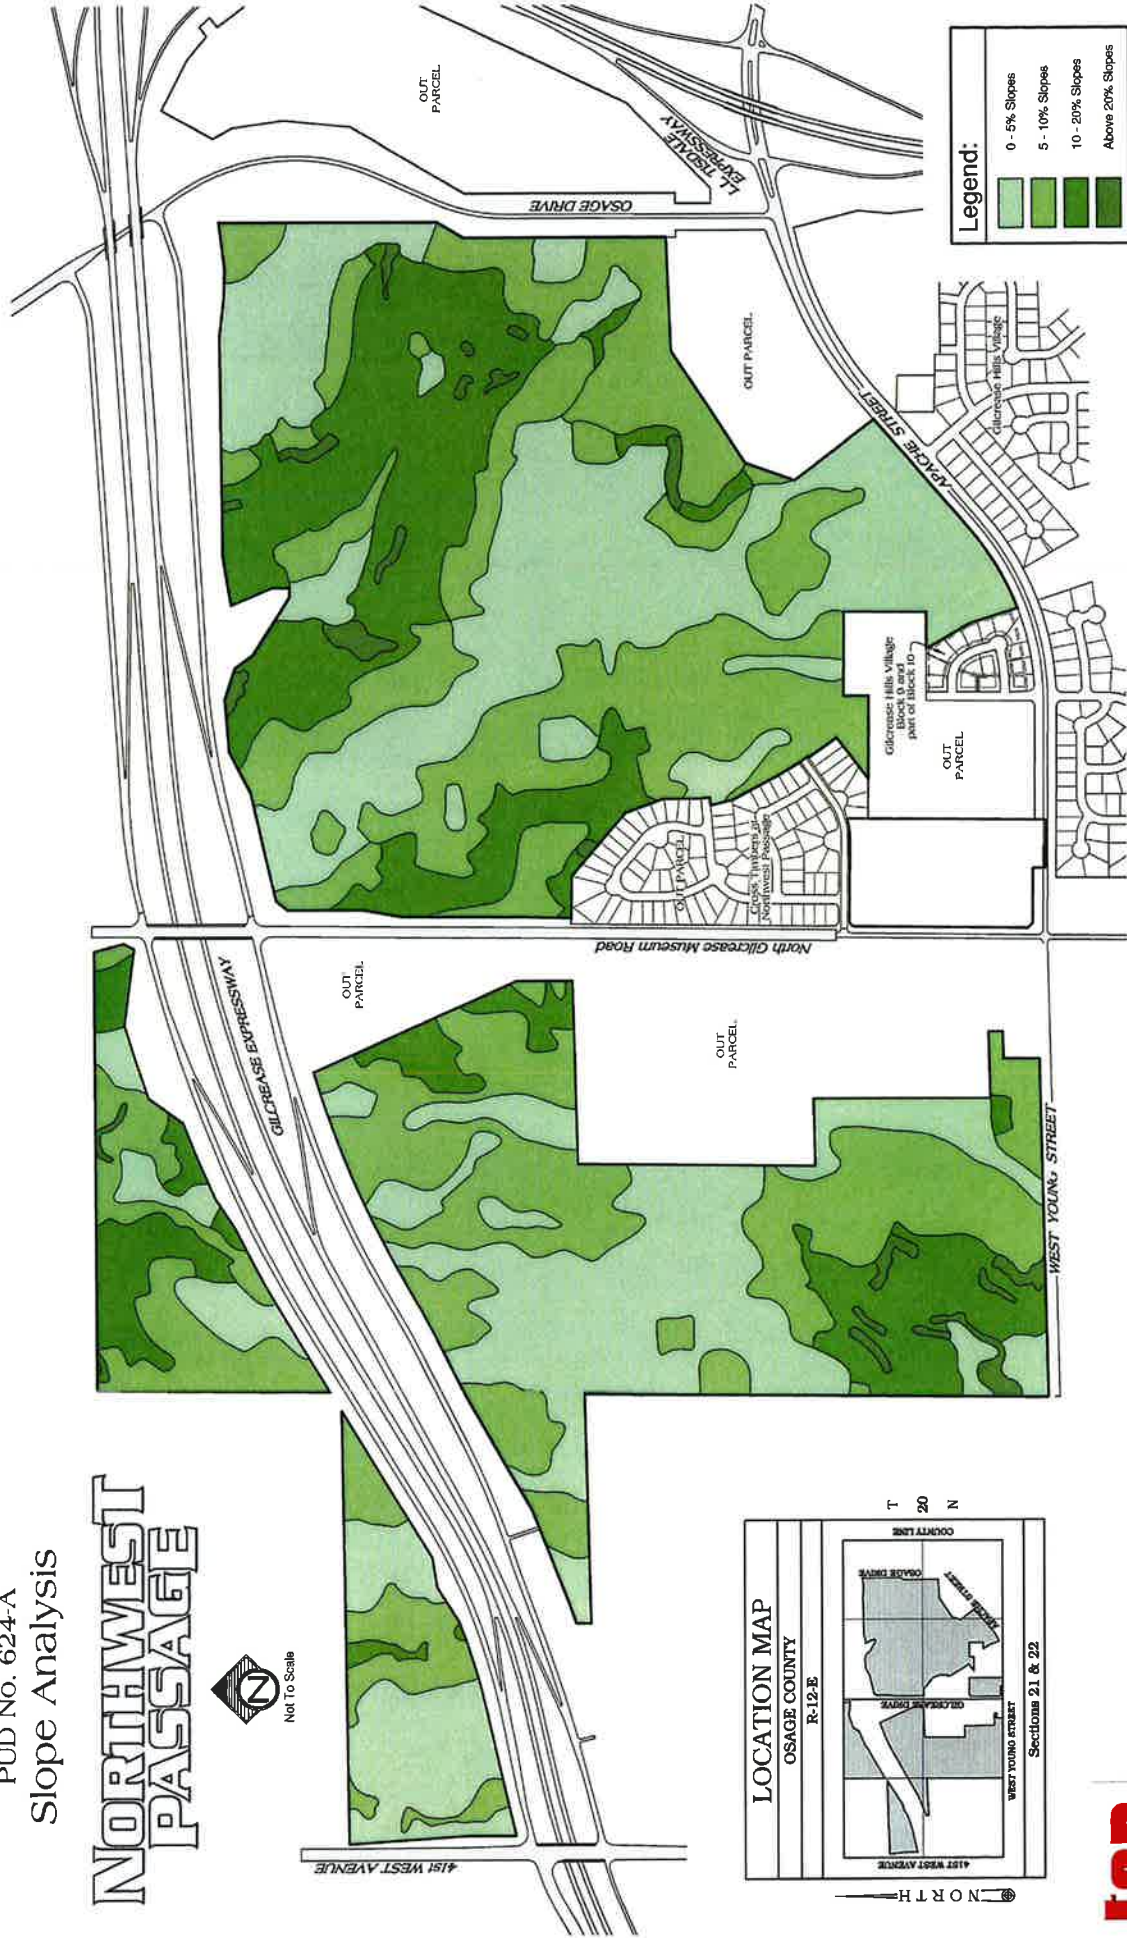 PUD No. 624-A
Slope Analysis
NORTHWEST
PASSAGE
N
Not To Scale
41st WEST AVENUE
GILCREASE EXPRESSWAY
OUT
PARCEL
OUT
PARCEL
WEST YOUNG STREET
North Gilcrease Museum Road
OUT PARCEL
Cross Timbers at
Northwest Passage
Gilcrease Hills Village
Block 9 and
part of Block 10
OUT
PARCEL
OUT PARCEL
OSAGE DRIVE
OUT
PARCEL
L.L. TISDALE
EXPRESSWAY
APACHE STREET
Gilcrease Hills Village
Legend:
0 - 5% Slopes
5 - 10% Slopes
10 - 20% Slopes
Above 20% Slopes
LOCATION MAP
OSAGE COUNTY
R-12-E
41ST WEST AVENUE
GILCREASE DRIVE
OSAGE DRIVE
APACHE STREET
COUNTY LINE
WEST YOUNG STREET
T
20
N
Sections 21 & 22
NORTH